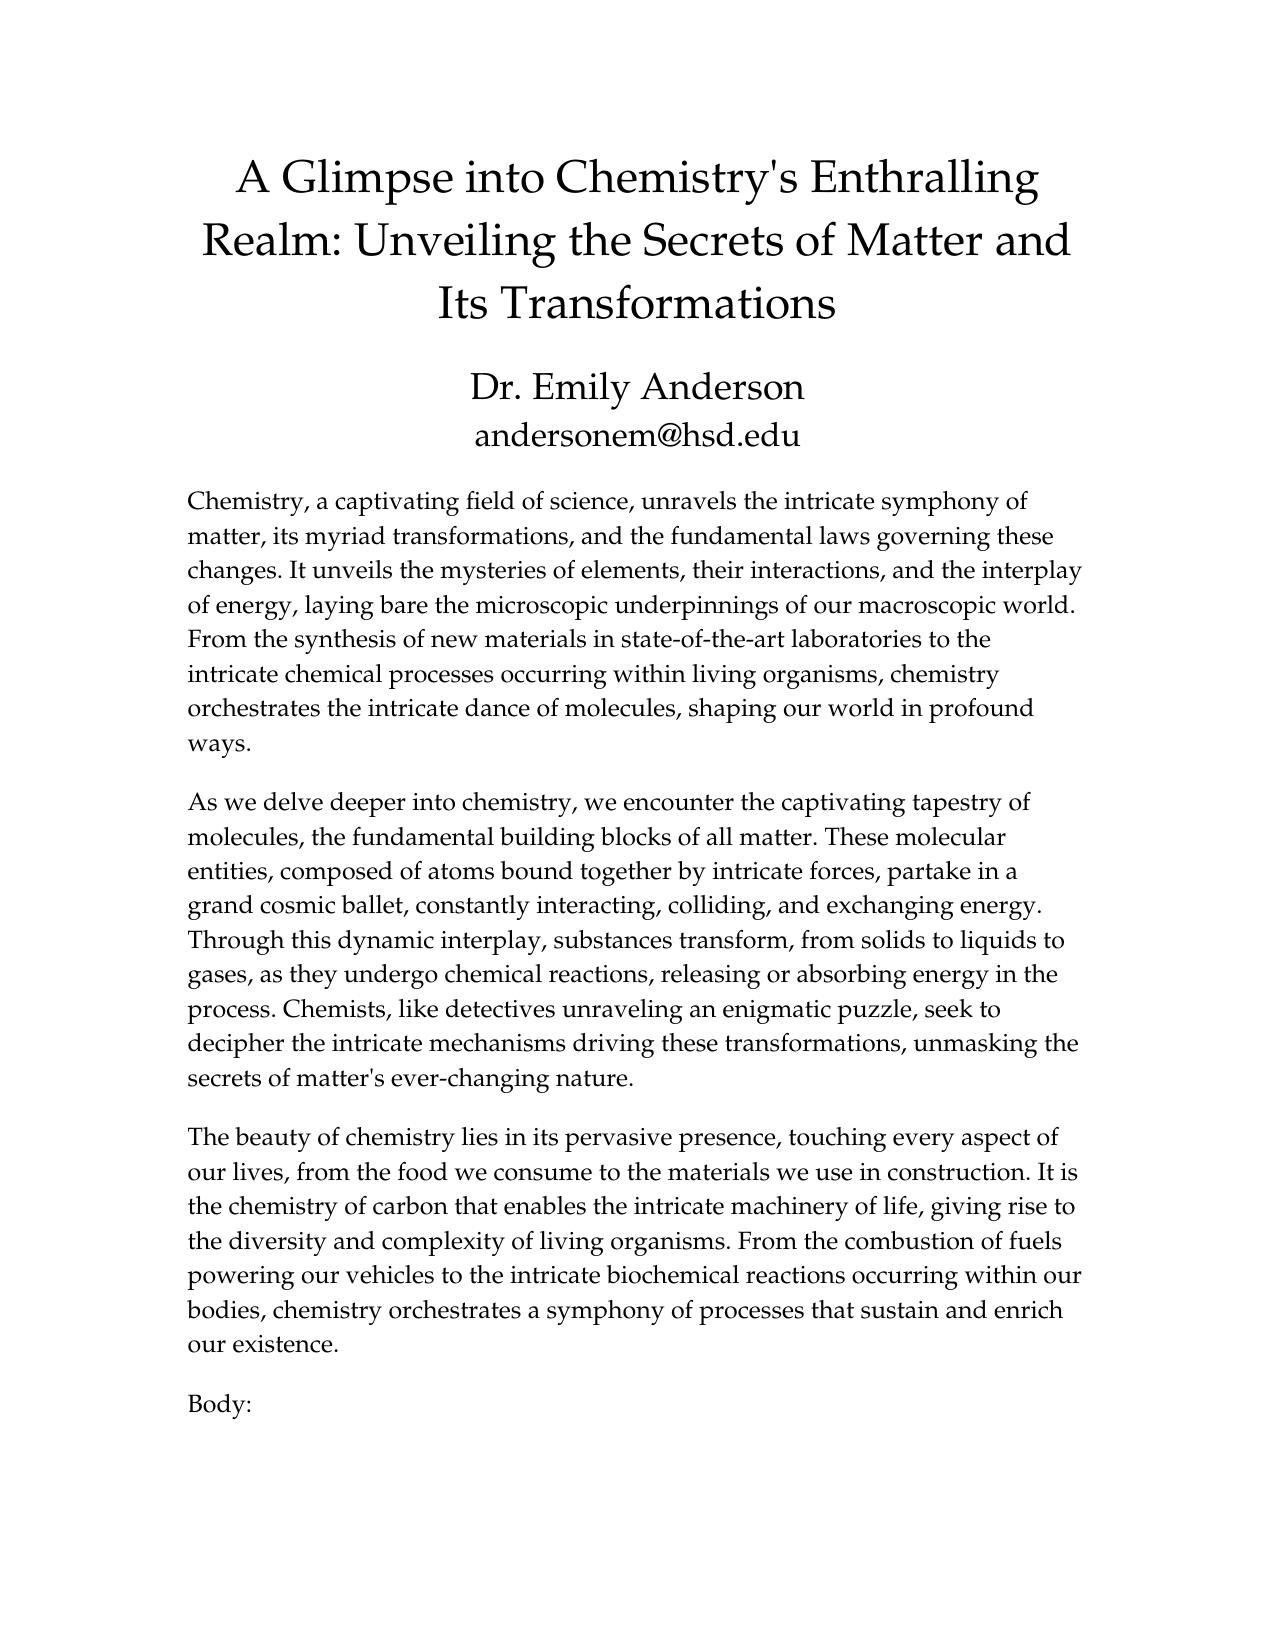 A Glimpse into Chemistry's Enthralling
Realm: Unveiling the Secrets of Matter and
Its Transformations
Dr. Emily Anderson
andersonem@hsd.edu
Chemistry, a captivating field of science, unravels the intricate symphony of
matter, its myriad transformations, and the fundamental laws governing these
changes. It unveils the mysteries of elements, their interactions, and the interplay
of energy, laying bare the microscopic underpinnings of our macroscopic world.
From the synthesis of new materials in state-of-the-art laboratories to the
intricate chemical processes occurring within living organisms, chemistry
orchestrates the intricate dance of molecules, shaping our world in profound
ways.
As we delve deeper into chemistry, we encounter the captivating tapestry of
molecules, the fundamental building blocks of all matter. These molecular
entities, composed of atoms bound together by intricate forces, partake in a
grand cosmic ballet, constantly interacting, colliding, and exchanging energy.
Through this dynamic interplay, substances transform, from solids to liquids to
gases, as they undergo chemical reactions, releasing or absorbing energy in the
process. Chemists, like detectives unraveling an enigmatic puzzle, seek to
decipher the intricate mechanisms driving these transformations, unmasking the
secrets of matter's ever-changing nature.
The beauty of chemistry lies in its pervasive presence, touching every aspect of
our lives, from the food we consume to the materials we use in construction. It is
the chemistry of carbon that enables the intricate machinery of life, giving rise to
the diversity and complexity of living organisms. From the combustion of fuels
powering our vehicles to the intricate biochemical reactions occurring within our
bodies, chemistry orchestrates a symphony of processes that sustain and enrich
our existence.
Body: